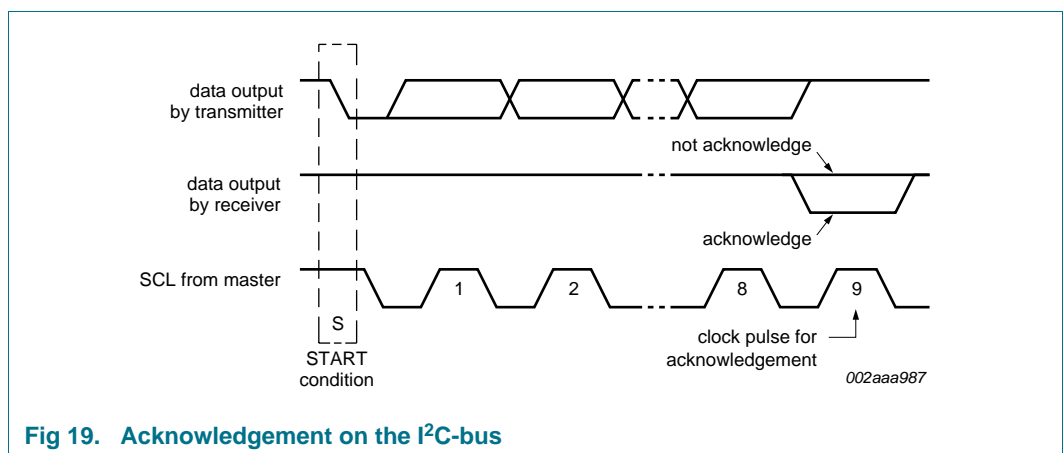 data output
by transmitter
not acknowledge
data output
by receiver
acknowledge
SCL from master
1
2
8
9
S
START
condition
clock pulse for
acknowledgement
002aaa987
Fig 19. Acknowledgement on the I²C-bus